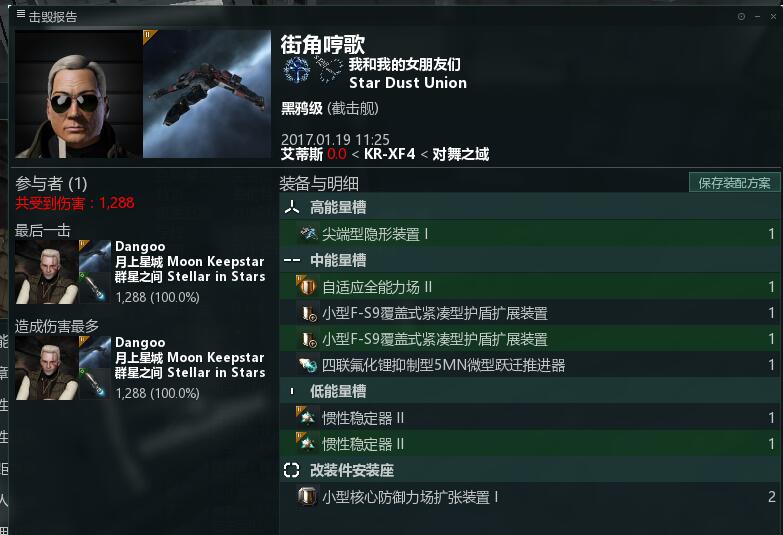 击毁报告
街角哼歌
我和我的女朋友们
Star Dust Union
黑鸦级 (截击舰)
2017.01.19 11:25
艾蒂斯 0.0 < KR-XF4 < 对舞之域
参与者 (1)
共受到伤害：1,288
最后一击
Dangoo
月上星城 Moon Keepstar
群星之间 Stellar in Stars
1,288 (100.0%)
造成伤害最多
Dangoo
月上星城 Moon Keepstar
群星之间 Stellar in Stars
1,288 (100.0%)
装备与明细
保存装配方案
高能量槽
尖端型隐形装置 I 1
中能量槽
自适应全能力场 II 1
小型F-S9覆盖式紧凑型护盾扩展装置 1
小型F-S9覆盖式紧凑型护盾扩展装置 1
四联氟化锂抑制型5MN微型跃迁推进器 1
低能量槽
惯性稳定器 II 1
惯性稳定器 II 1
改装件安装座
小型核心防御力场扩张装置 I 2